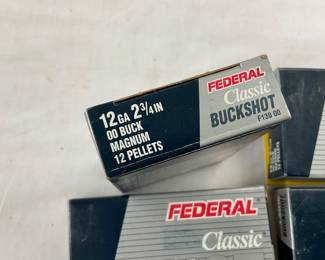 12 GA 2 3/4 IN
00 BUCK
MAGNUM
12 PELLETS
FEDERAL
Classic
BUCKSHOT
F130 00
FEDERAL
Classic